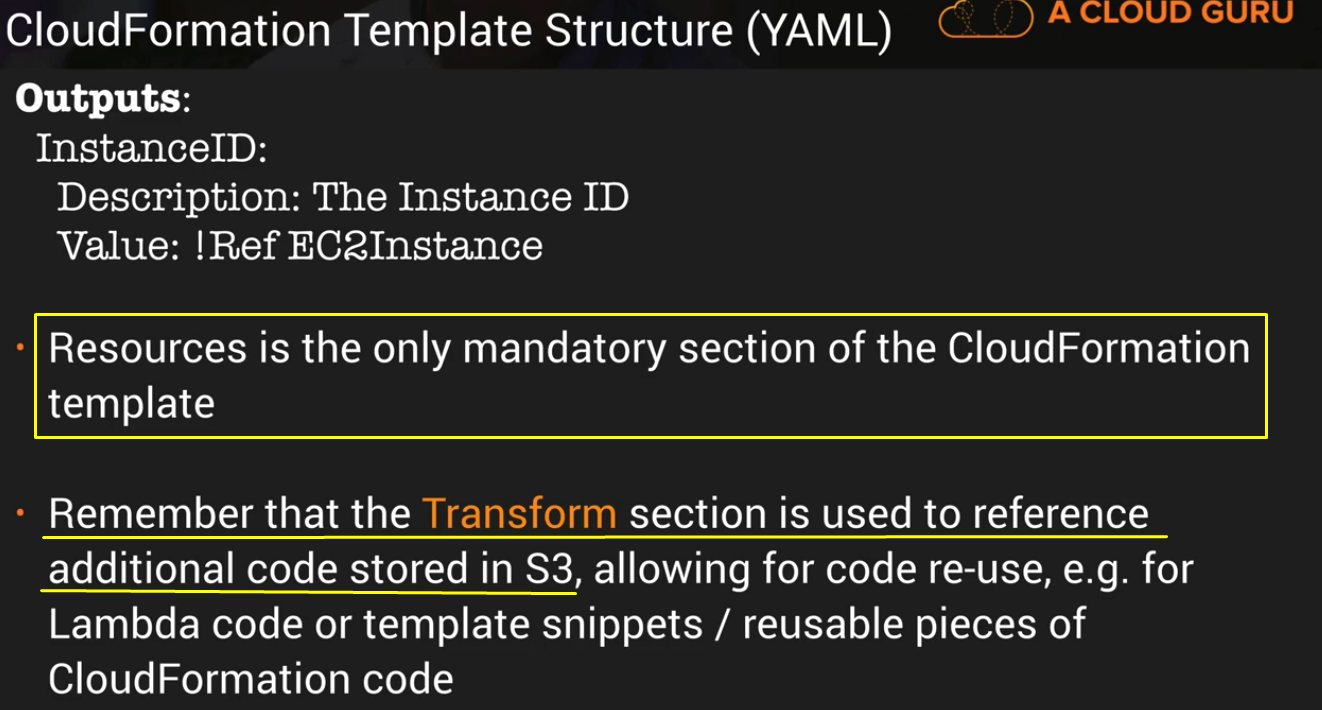 CloudFormation Template Structure (YAML)
A CLOUD GURU
Outputs:
InstanceID:
Description: The Instance ID
Value: !Ref EC2Instance
• Resources is the only mandatory section of the CloudFormation
template
• Remember that the Transform section is used to reference
additional code stored in S3, allowing for code re-use, e.g. for
Lambda code or template snippets / reusable pieces of
CloudFormation code